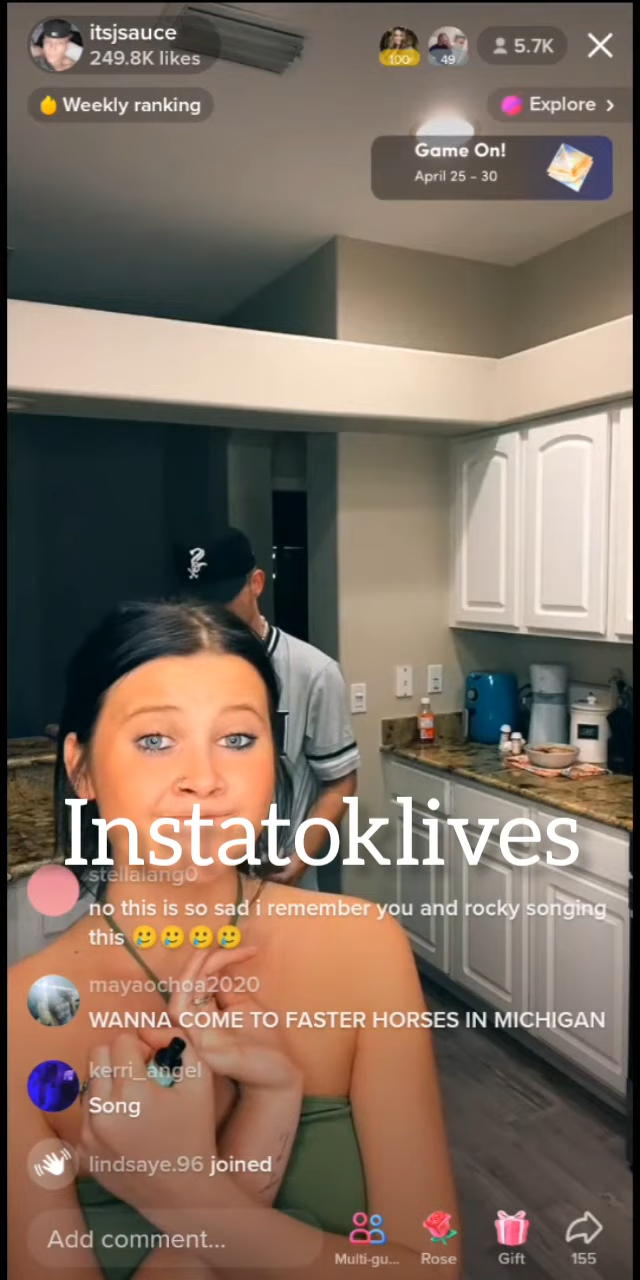 itsjsauce
249.8K likes
100
49
5.7K
Weekly ranking
Explore >
Game On!
April 25 - 30
Instatoklives
stellalang0
no this is so sad i remember you and rocky songing
this 🥲🥲🥲🥲
mayaochoa2020
WANNA COME TO FASTER HORSES IN MICHIGAN
kerri_angel
Song
lindsaye.96 joined
Add comment...
Multi-gu...
Rose
Gift
155